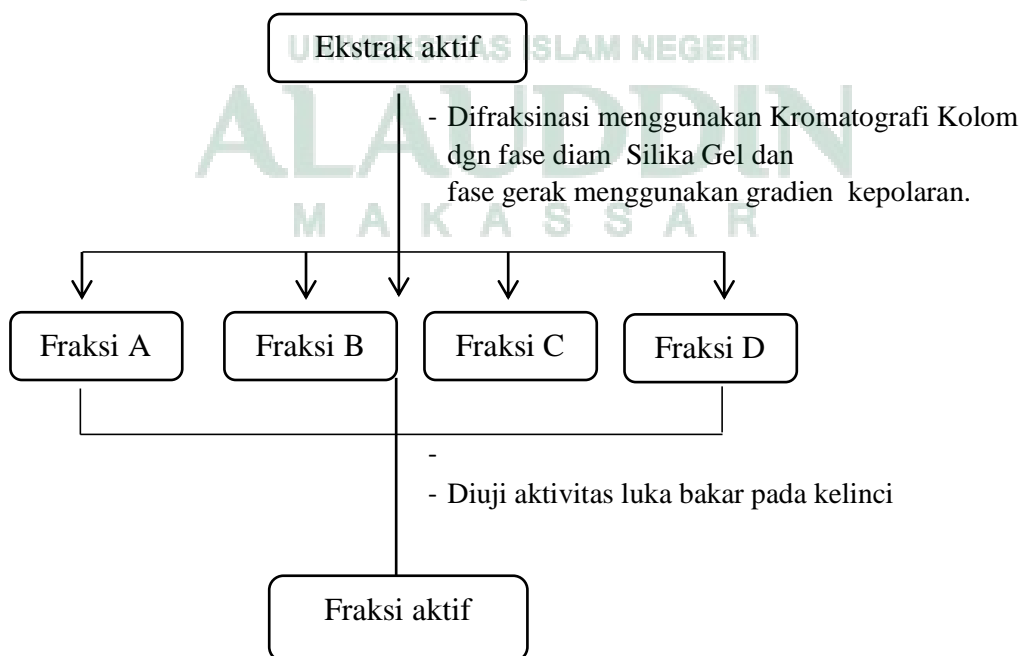 Ekstrak aktif
UNIVERSITAS ISLAM NEGERI
ALAUDDIN
MAKASSAR
- Difraksinasi menggunakan Kromatografi Kolom
dgn fase diam Silika Gel dan
fase gerak menggunakan gradien kepolaran.
Fraksi A
Fraksi B
Fraksi C
Fraksi D
-
- Diuji aktivitas luka bakar pada kelinci
Fraksi aktif